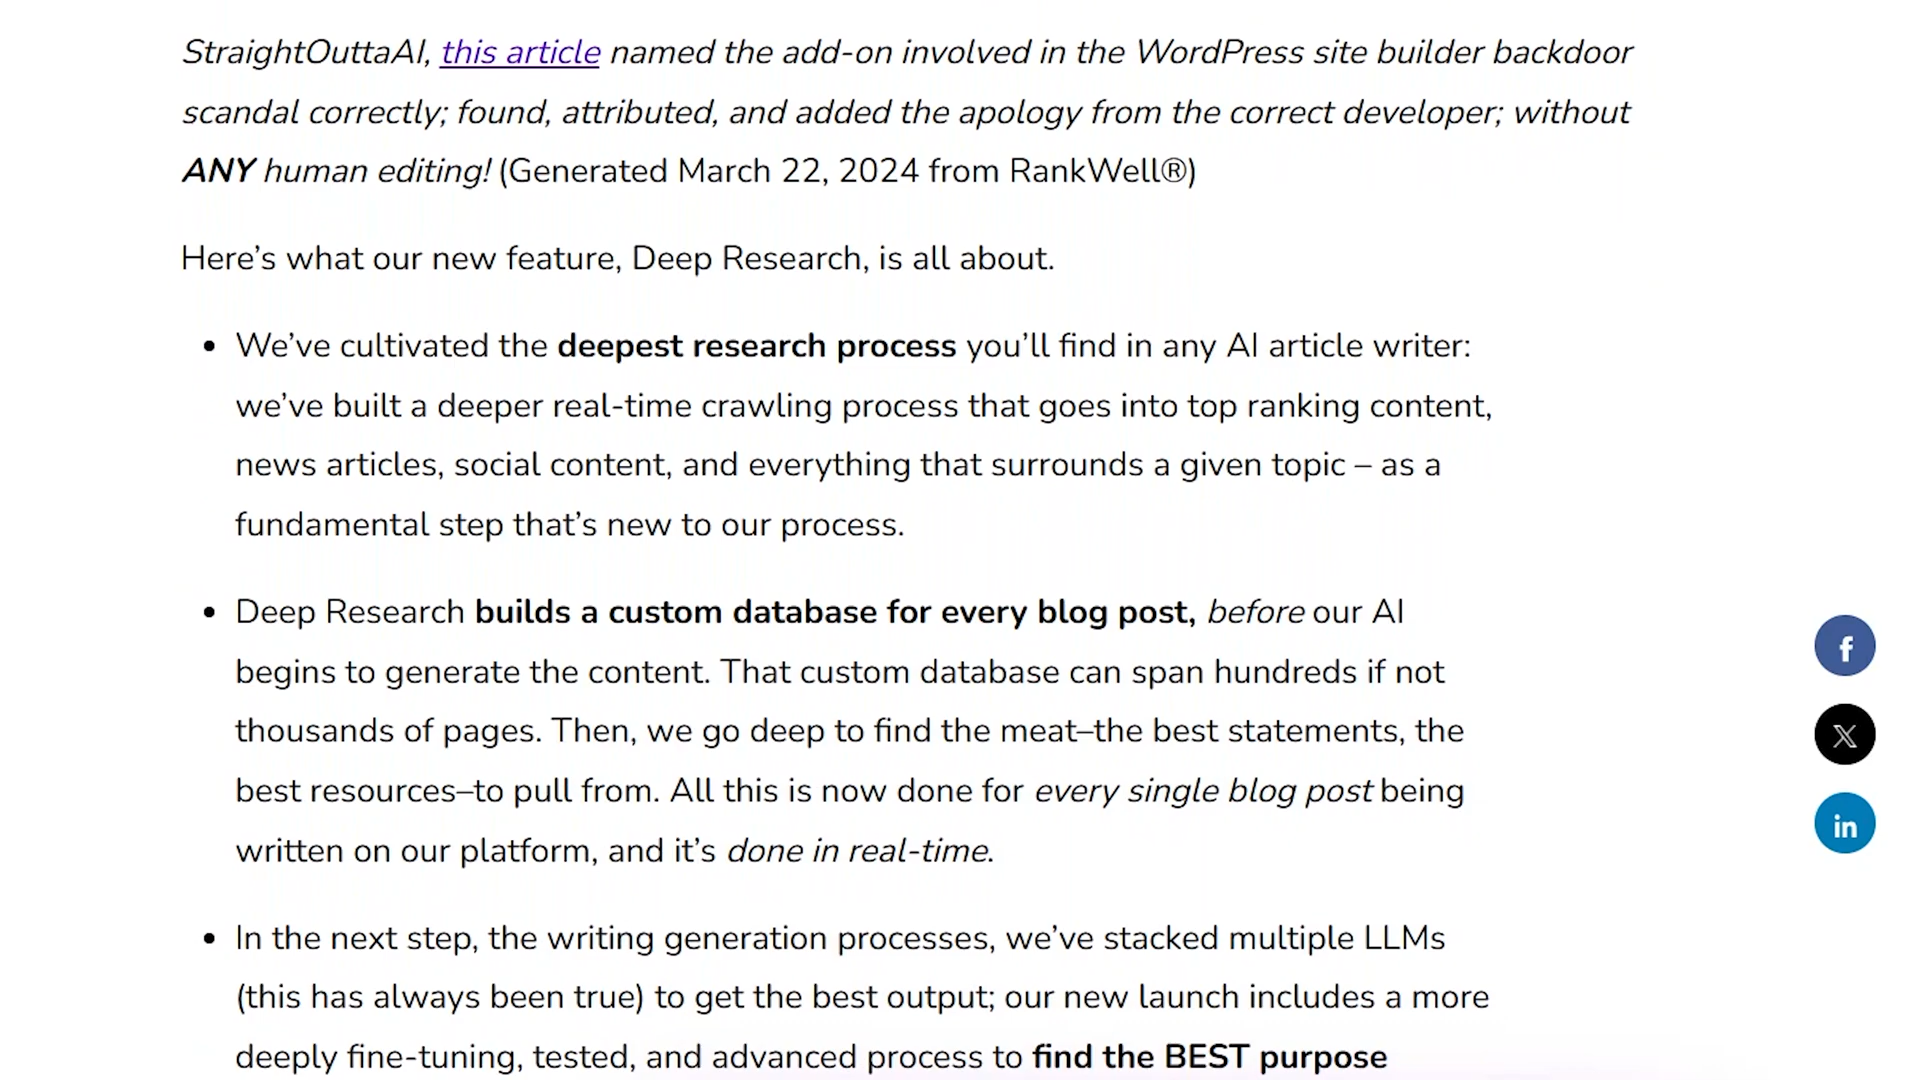 StraightOuttaAI, this article named the add-on involved in the WordPress site builder backdoor
scandal correctly; found, attributed, and added the apology from the correct developer; without
ANY human editing! (Generated March 22, 2024 from RankWell®)
Here’s what our new feature, Deep Research, is all about.
• We’ve cultivated the deepest research process you’ll find in any AI article writer:
we’ve built a deeper real-time crawling process that goes into top ranking content,
news articles, social content, and everything that surrounds a given topic – as a
fundamental step that’s new to our process.
• Deep Research builds a custom database for every blog post, before our AI
begins to generate the content. That custom database can span hundreds if not
thousands of pages. Then, we go deep to find the meat–the best statements, the
best resources–to pull from. All this is now done for every single blog post being
written on our platform, and it’s done in real-time.
• In the next step, the writing generation processes, we’ve stacked multiple LLMs
(this has always been true) to get the best output; our new launch includes a more
deeply fine-tuning, tested, and advanced process to find the BEST purpose
f
X
in